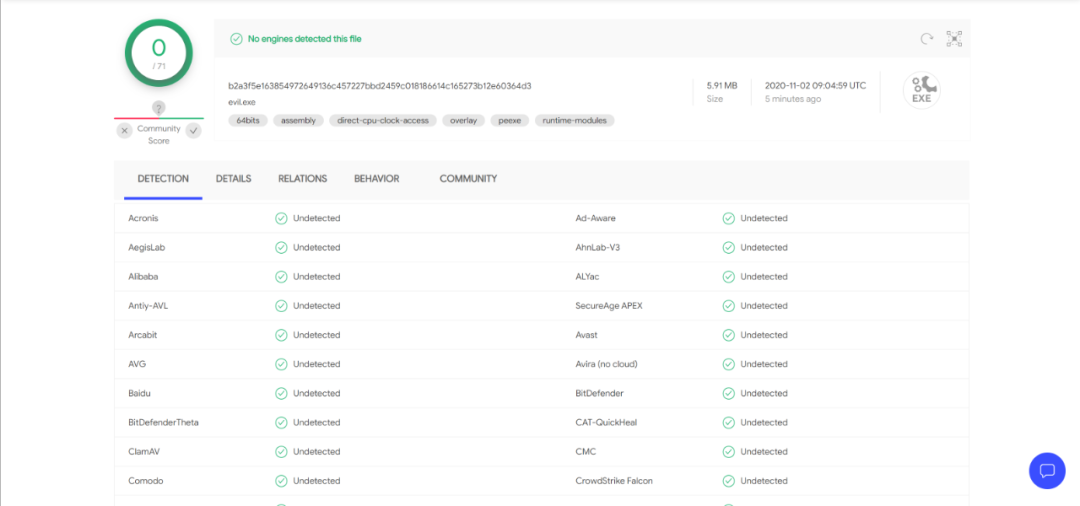 0
/ 71
?
Community
Score
No engines detected this file
b2a3f5e163854972649136c457227bbd2459c018186614c165273b12e60364d3
evil.exe
64bits assembly direct-cpu-clock-access overlay peexe runtime-modules
5.91 MB
Size
2020-11-02 09:04:59 UTC
5 minutes ago
EXE
DETECTION DETAILS RELATIONS BEHAVIOR COMMUNITY
Acronis Undetected Ad-Aware Undetected
AegisLab Undetected AhnLab-V3 Undetected
Alibaba Undetected ALYac Undetected
Antiy-AVL Undetected SecureAge APEX Undetected
Arcabit Undetected Avast Undetected
AVG Undetected Avira (no cloud) Undetected
Baidu Undetected BitDefender Undetected
BitDefenderTheta Undetected CAT-QuickHeal Undetected
ClamAV Undetected CMC Undetected
Comodo Undetected CrowdStrike Falcon Undetected